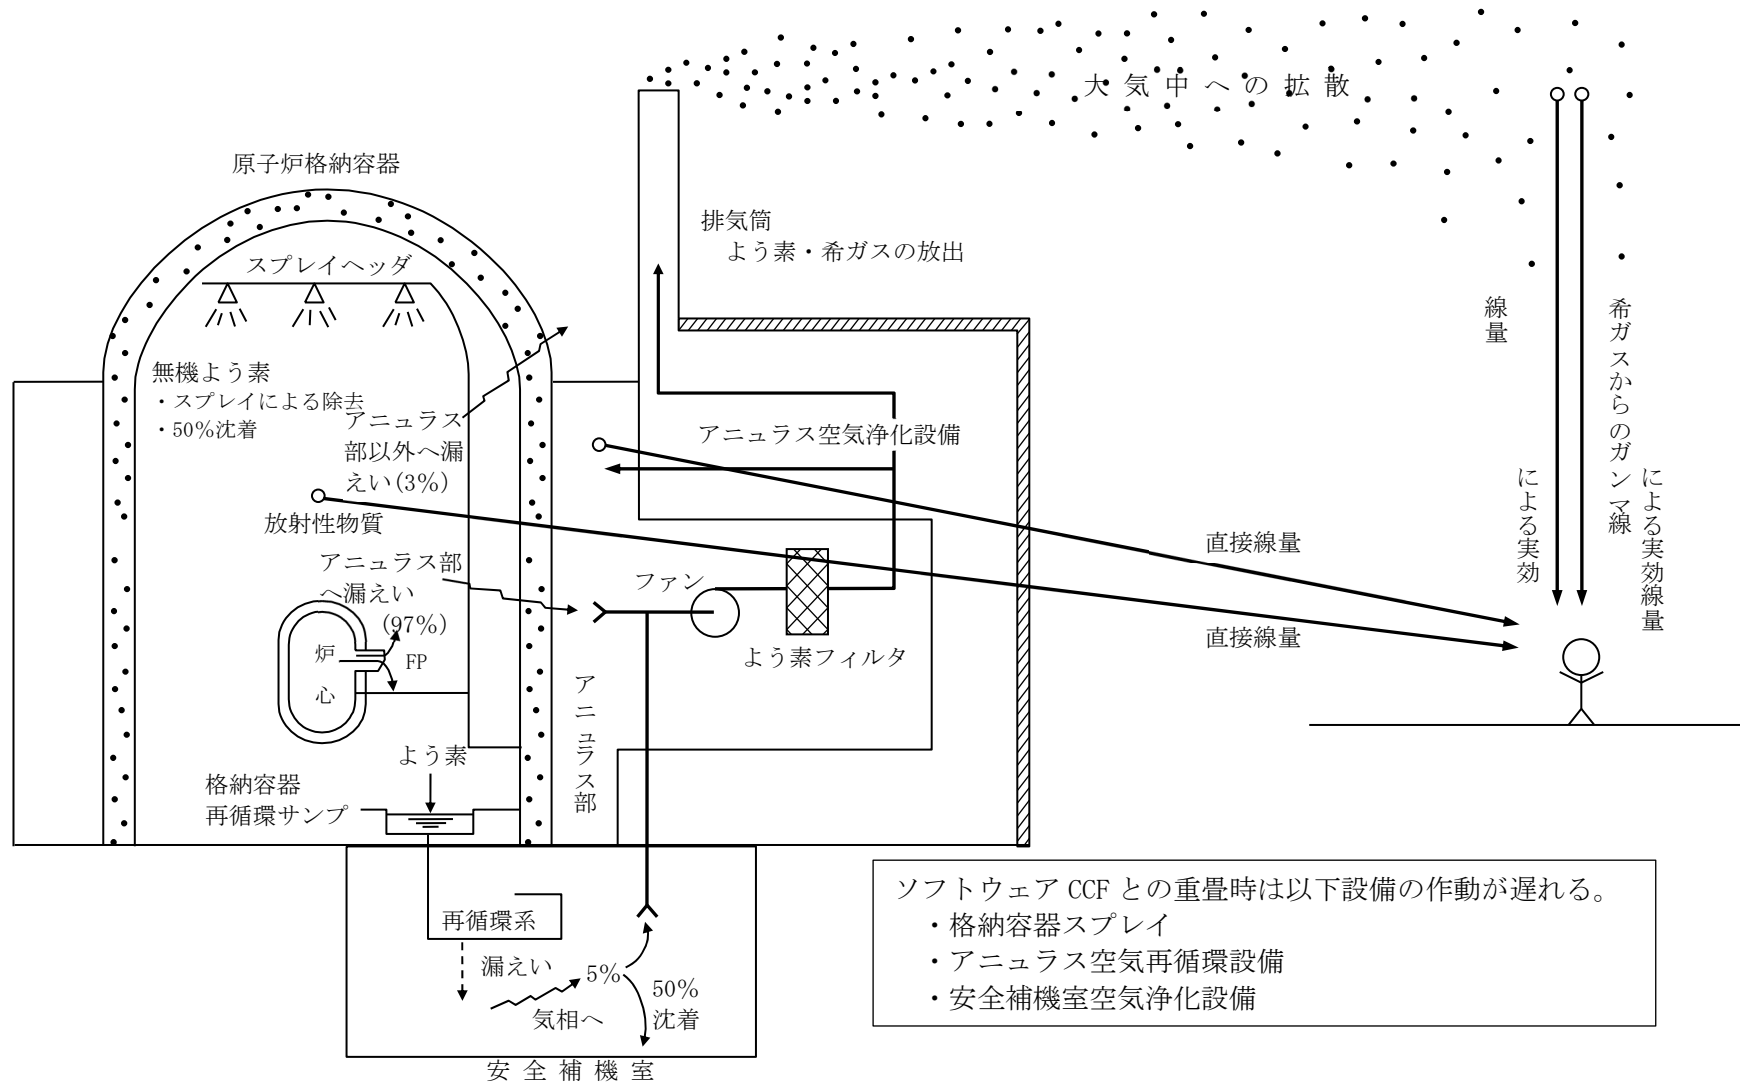 大気中への拡散
原子炉格納容器
排気筒
よう素・希ガスの放出
スプレイヘッダ
無機よう素
・スプレイによる除去
・50%沈着
アニュラス
部以外へ漏
えい(3%)
放射性物質
アニュラス部
へ漏えい
(97%)
炉
心
FP
よう素
格納容器
再循環サンプ
アニュラス部
アニュラス空気浄化設備
ファン
よう素フィルタ
直接線量
直接線量
線量
による実効
希ガスからのガンマ線
による実効線量
再循環系
漏えい
気相へ
5%
50%
沈着
安全補機室
ソフトウェア CCF との重畳時は以下設備の作動が遅れる。
・格納容器スプレイ
・アニュラス空気再循環設備
・安全補機室空気浄化設備